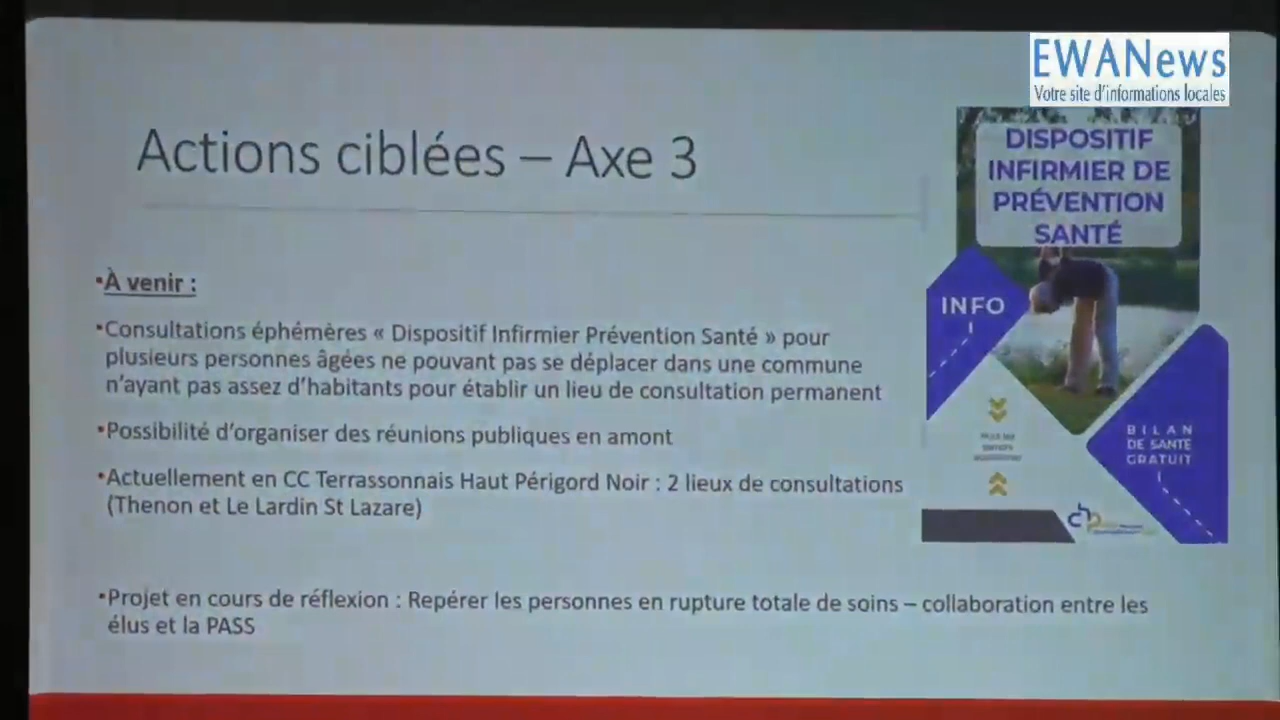 EWANews
Votre site d'informations locales
Actions ciblées – Axe 3
DISPOSITIF
INFIRMIER DE
PRÉVENTION
SANTÉ
•À venir :
INFO
•Consultations éphémères « Dispositif Infirmier Prévention Santé » pour
plusieurs personnes âgées ne pouvant pas se déplacer dans une commune
n'ayant pas assez d'habitants pour établir un lieu de consultation permanent
•Possibilité d'organiser des réunions publiques en amont
BILAN
DE SANTÉ
GRATUIT
•Actuellement en CC Terrassonnais Haut Périgord Noir : 2 lieux de consultations
(Thenon et Le Lardin St Lazare)
•Projet en cours de réflexion : Repérer les personnes en rupture totale de soins – collaboration entre les
élus et la PASS